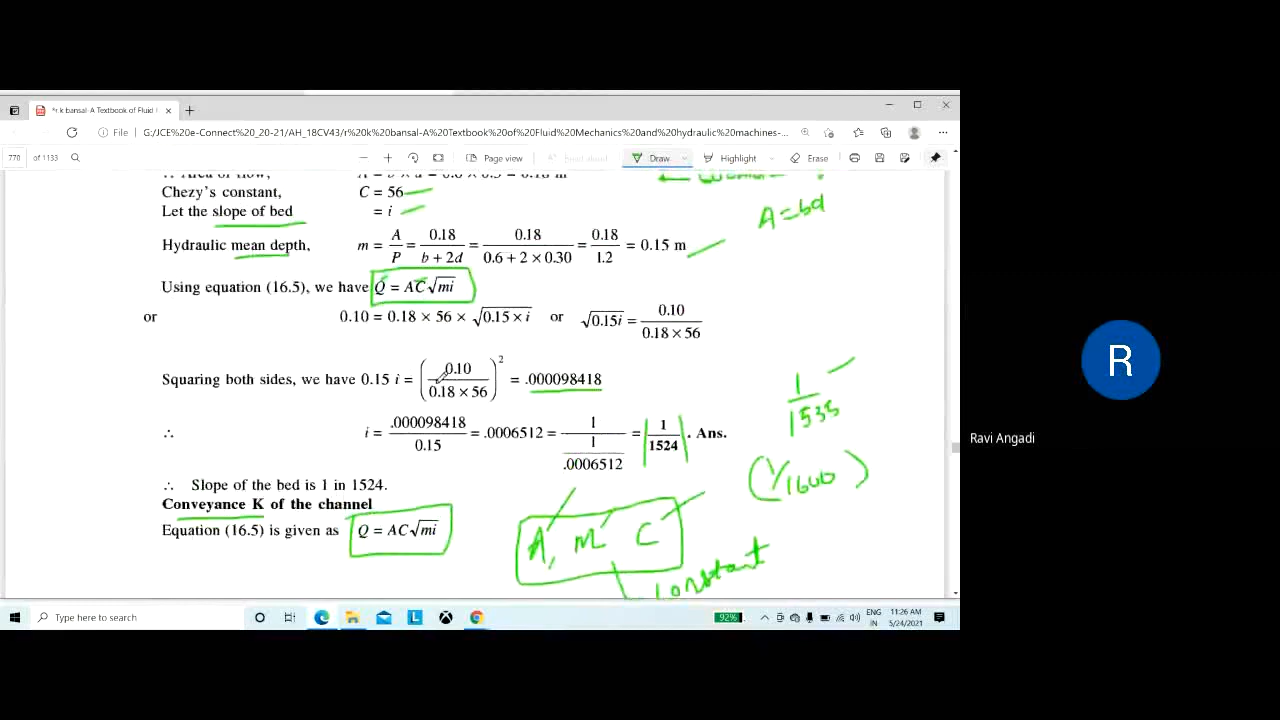 *r k bansal-A Textbook of Fluid
File G:/JCE%20e-Connect%20_20-21/AH_18CV43/r%20k%20bansal-A%20Textbook%20of%20Fluid%20Mechanics%20and%20hydraulic%20machines-...
770 of 1133 Page view Read aloud Draw Highlight Erase
Chezy's constant, C = 56
Let the slope of bed = i
A = bd
Hydraulic mean depth, m = A/P = 0.18/(b + 2d) = 0.18/(0.6 + 2 × 0.30) = 0.18/1.2 = 0.15 m
Using equation (16.5), we have Q = AC√mi
or 0.10 = 0.18 × 56 × √0.15 × i or √0.15i = 0.10/(0.18 × 56)
Squaring both sides, we have 0.15 i = (0.10/(0.18 × 56))² = .000098418
1/1535
∴ i = .000098418/0.15 = .0006512 = 1/(1/.0006512) = 1/1524 . Ans.
(1/1600)
∴ Slope of the bed is 1 in 1524.
Conveyance K of the channel
Equation (16.5) is given as Q = AC√mi
A, m C
constant
R
Ravi Angadi
Type here to search
92%
ENG
IN
11:26 AM
5/24/2021